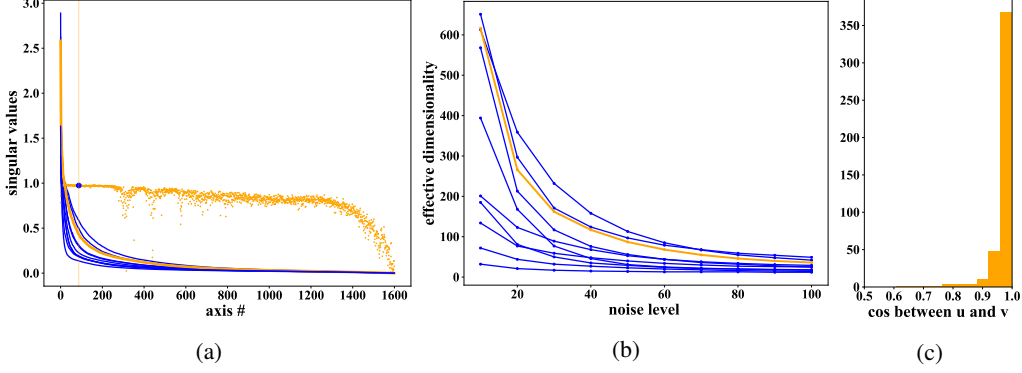 3.0
2.5
2.0
1.5
1.0
0.5
0.0
singular values
0 200 400 600 800 1000 1200 1400 1600
axis #
(a)
600
500
400
300
200
100
0
effective dimensionality
20 40 60 80 100
noise level
(b)
350
300
250
200
150
100
50
0
0.5 0.6 0.7 0.8 0.9 1.0
cos between u and v
(c)